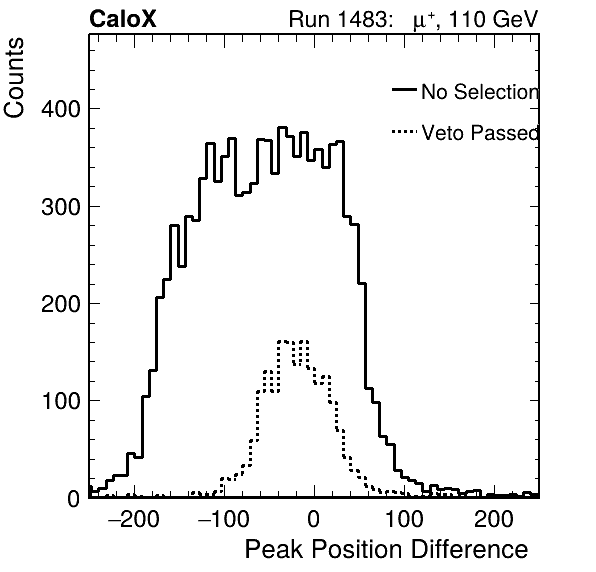 CaloX Run 1483: μ⁺, 110 GeV
Counts
No Selection
Veto Passed
400
300
200
100
0
−200 −100 0 100 200
Peak Position Difference